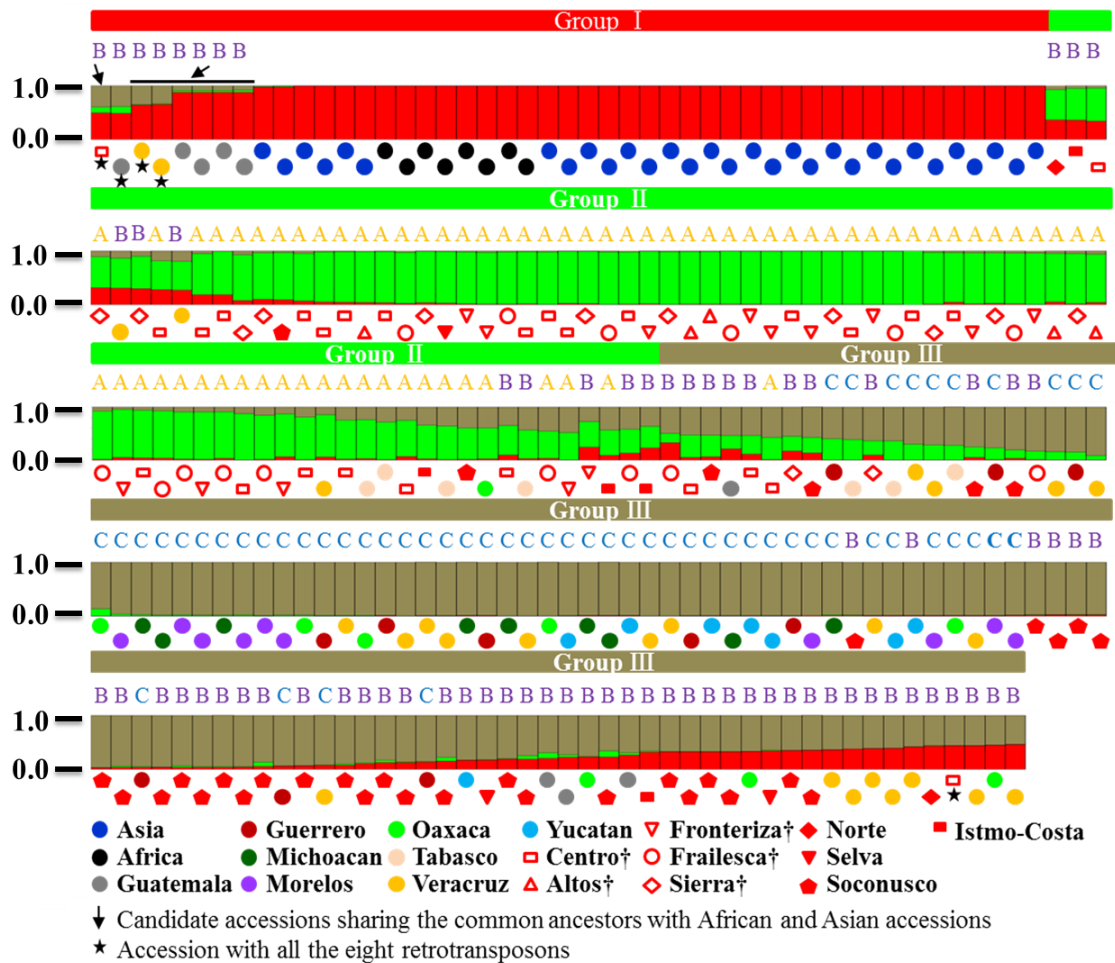 Group Ⅰ
B B B B B B B B B B B
1.0
0.0
Group Ⅱ
A B B A B A A A A A A A A A A A A A A A A A A A A A A A A A A A A A A A A A A A A A A A A A A A A A
1.0
0.0
Group Ⅱ Group Ⅲ
A A A A A A A A A A A A A A A A A A A A B B A A B A B B B B B B B A B B C C B C C C C B C B B C C C
1.0
0.0
Group Ⅲ
C C C C C C C C C C C C C C C C C C C C C C C C C C C C C C C C C C C C C B C C B C C C C C B B B B
1.0
0.0
Group Ⅲ
B B C B B B B B B C B C B B B B C B B B B B B B B B B B B B B B B B B B B B B B B B B B B B
1.0
0.0
Asia Guerrero Oaxaca Yucatan Fronteriza† Norte Istmo-Costa
Africa Michoacan Tabasco Centro† Frailesca† Selva
Guatemala Morelos Veracruz Altos† Sierra† Soconusco
Candidate accessions sharing the common ancestors with African and Asian accessions
Accession with all the eight retrotransposons